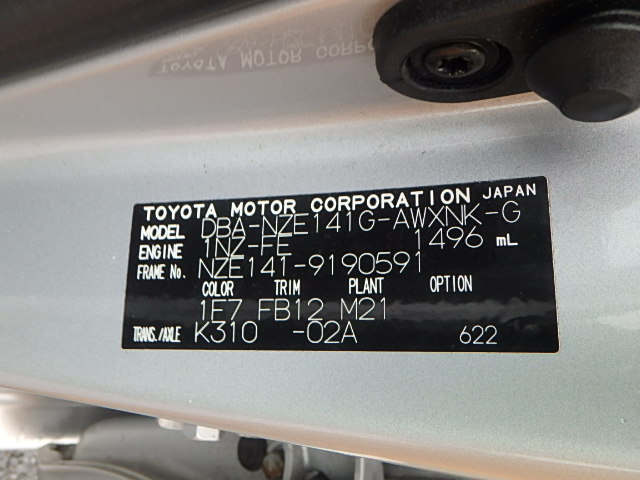 TOYOTA MOTOR CORPORATION JAPAN
MODEL DBA-NZE141G-AWXNK-G
ENGINE 1NZ-FE 1496 mL
FRAME No. NZE141-9190591
COLOR TRIM PLANT OPTION
1E7 FB12 M21
TRANS./AXLE K310 -02A 622